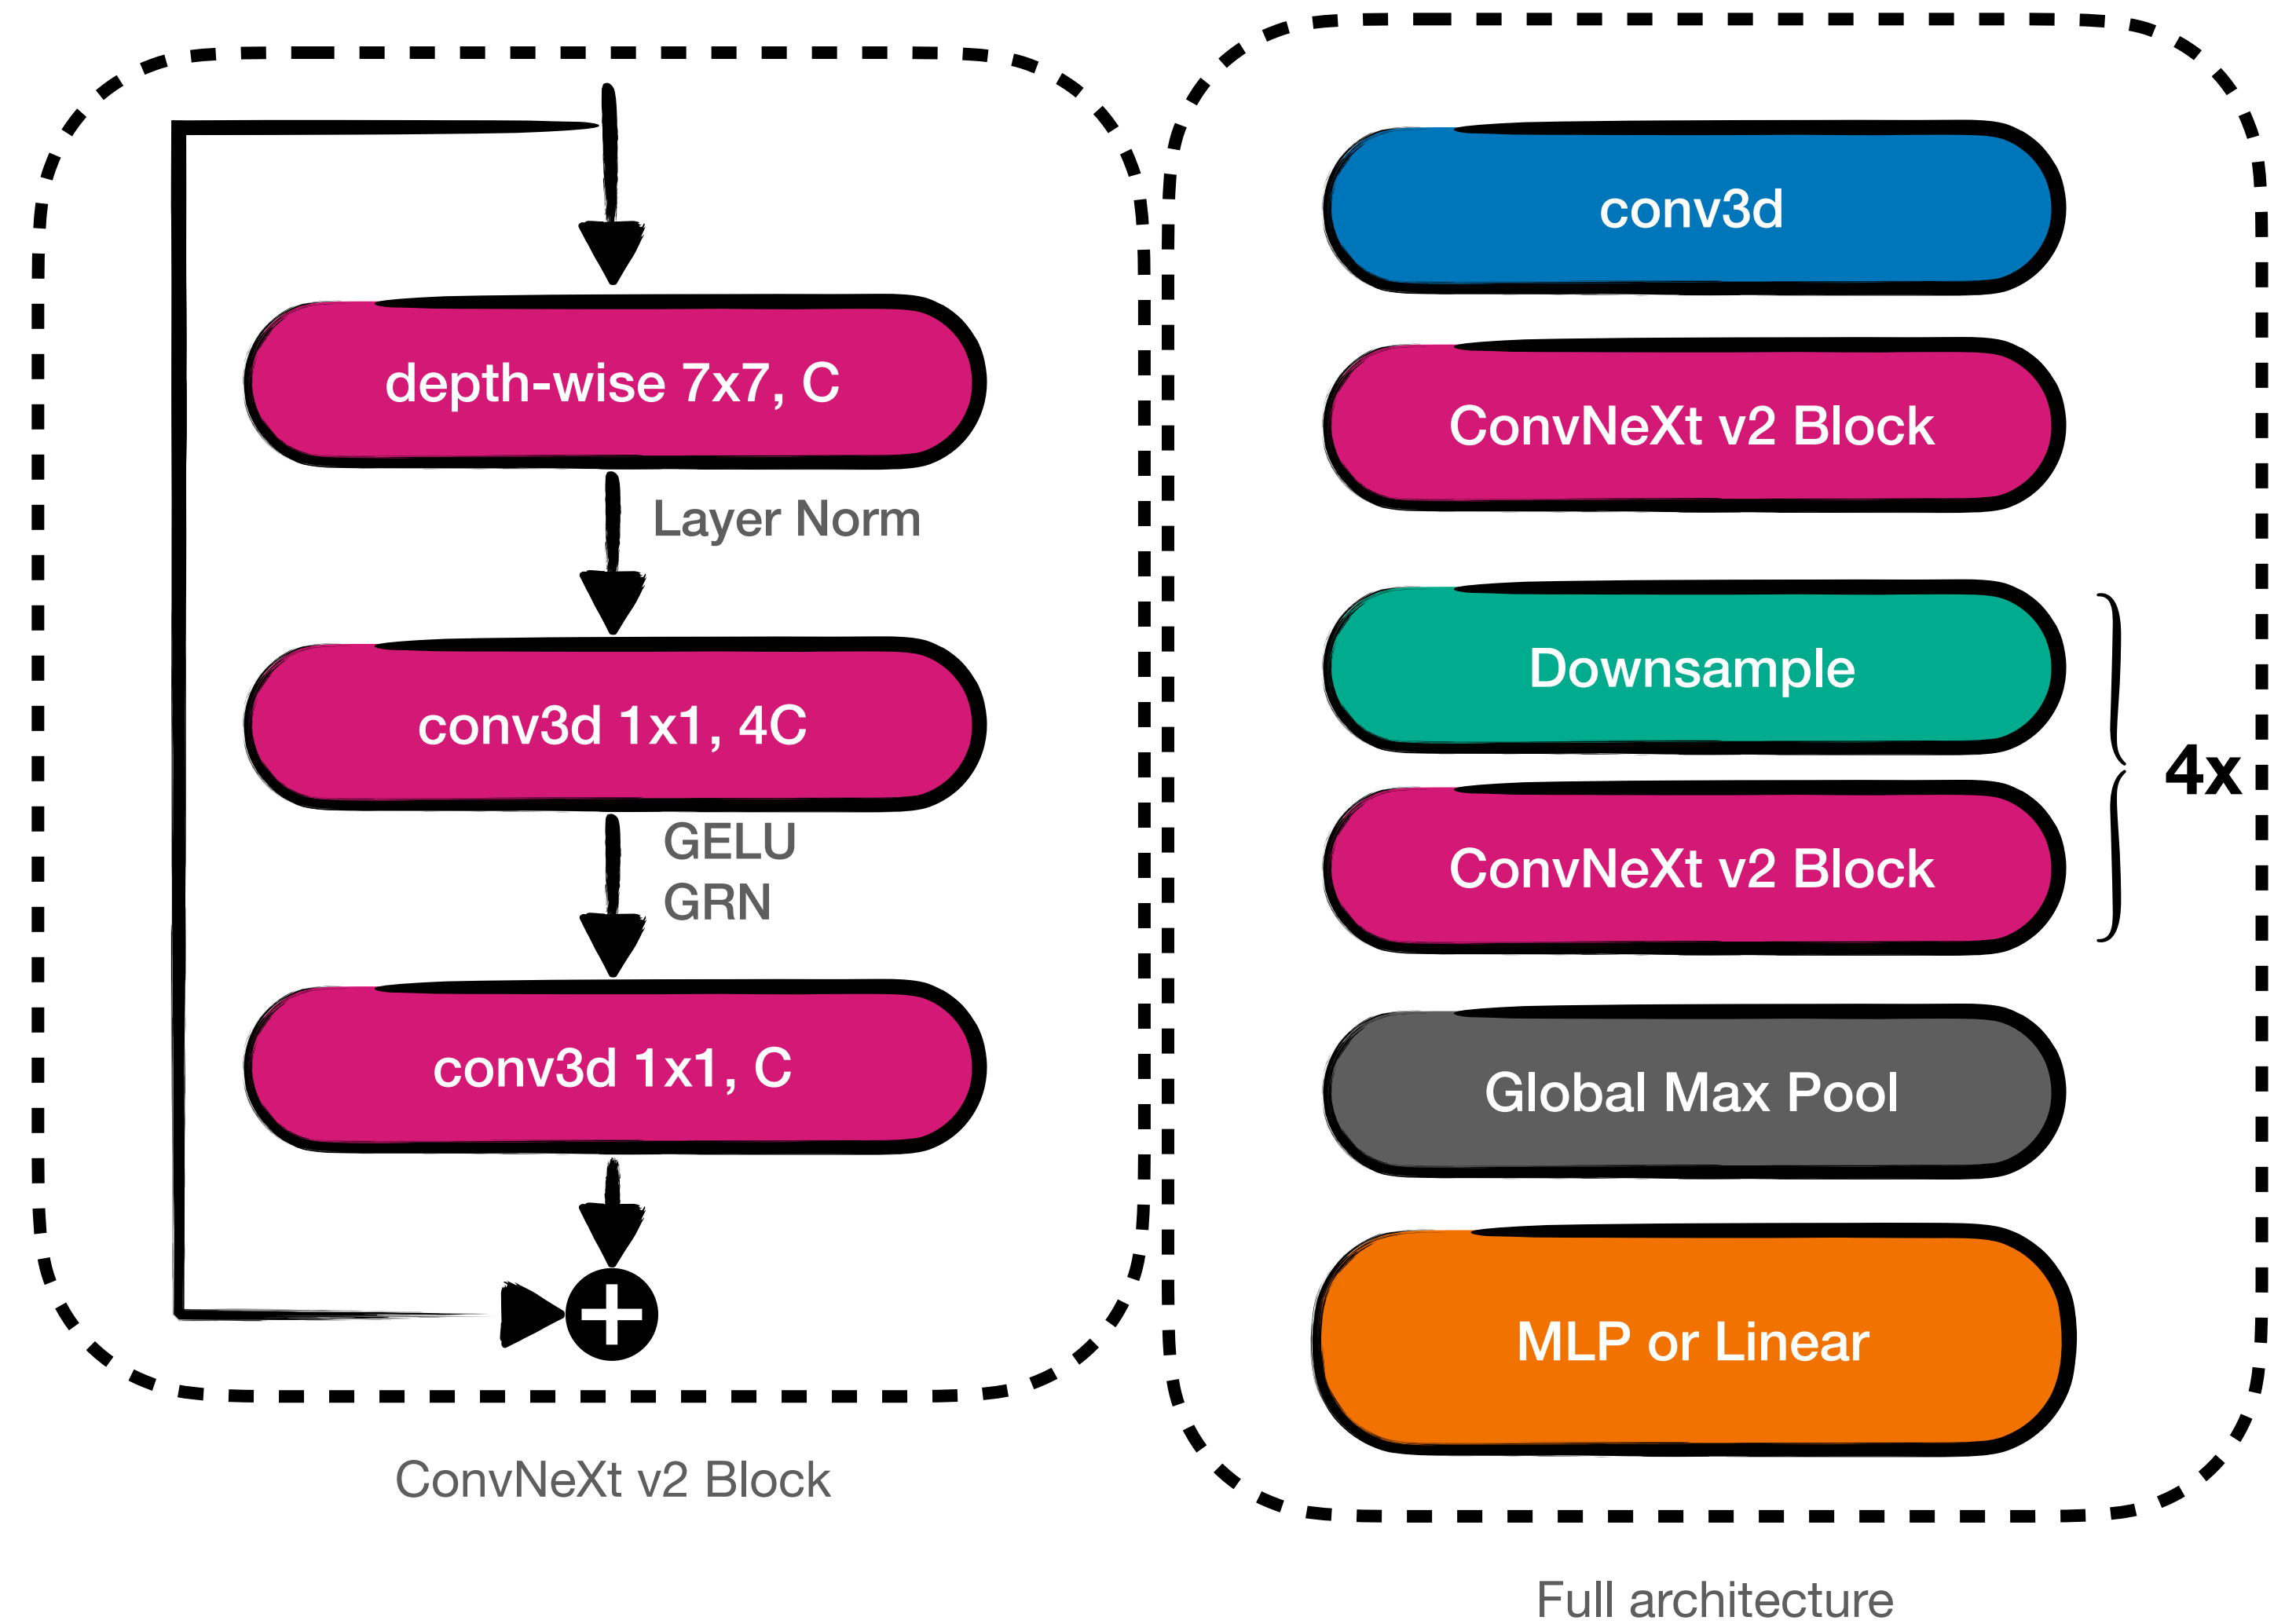 depth-wise 7x7, C
Layer Norm
conv3d 1x1, 4C
GELU
GRN
conv3d 1x1, C
ConvNeXt v2 Block
conv3d
ConvNeXt v2 Block
Downsample
4x
ConvNeXt v2 Block
Global Max Pool
MLP or Linear
Full architecture